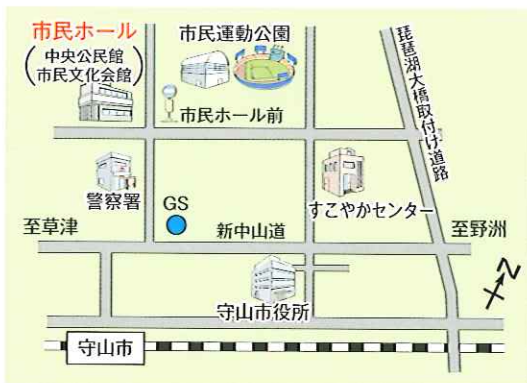 市民ホール
(中央公民館
市民文化会館)
市民運動公園
琵琶湖大橋取付け道路
市民ホール前
警察署
GS
すこやかセンター
至草津
新中山道
至野洲
守山市役所
守山市
N